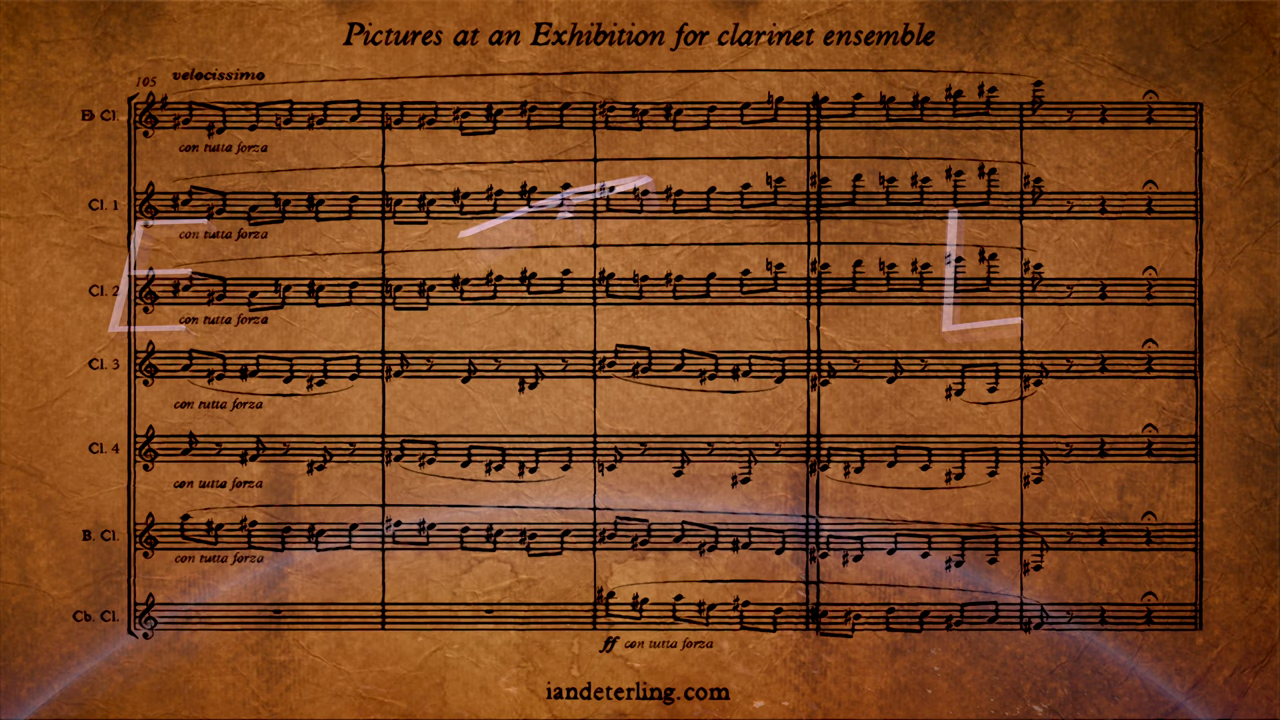 Pictures at an Exhibition for clarinet ensemble
105 velocissimo
E♭ Cl.
con tutta forza
Cl. 1
con tutta forza
Cl. 2
con tutta forza
Cl. 3
con tutta forza
Cl. 4
con tutta forza
B. Cl.
con tutta forza
Cb. Cl.
ff con tutta forza
iandeterling.com
E L